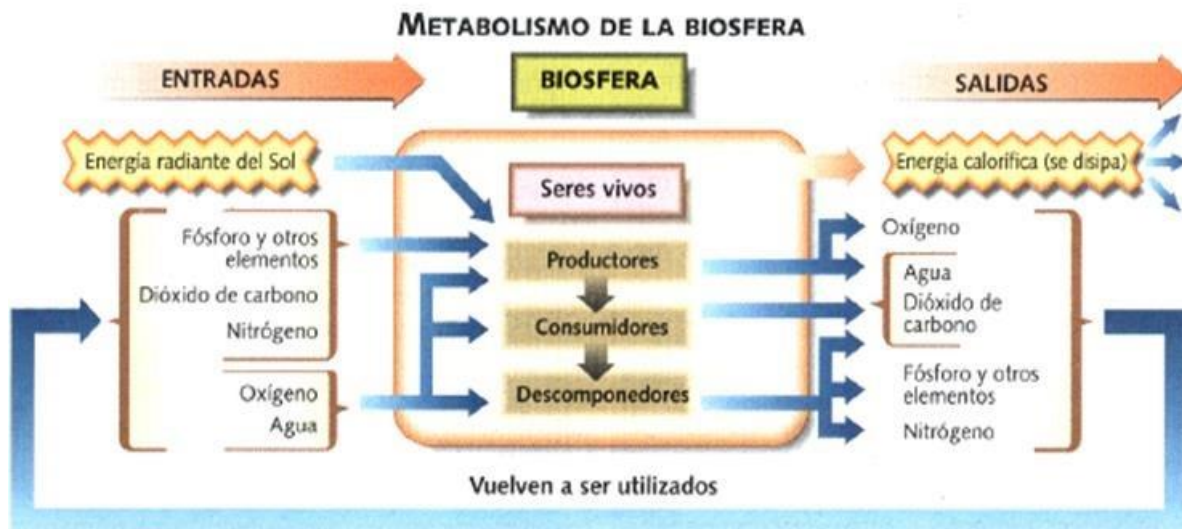 METABOLISMO DE LA BIOSFERA
ENTRADAS
BIOSFERA
SALIDAS
Energía radiante del Sol
Fósforo y otros
elementos
Dióxido de carbono
Nitrógeno
Oxígeno
Agua
Seres vivos
Productores
Consumidores
Descomponedores
Energía calorífica (se disipa)
Oxígeno
Agua
Dióxido de
carbono
Fósforo y otros
elementos
Nitrógeno
Vuelven a ser utilizados